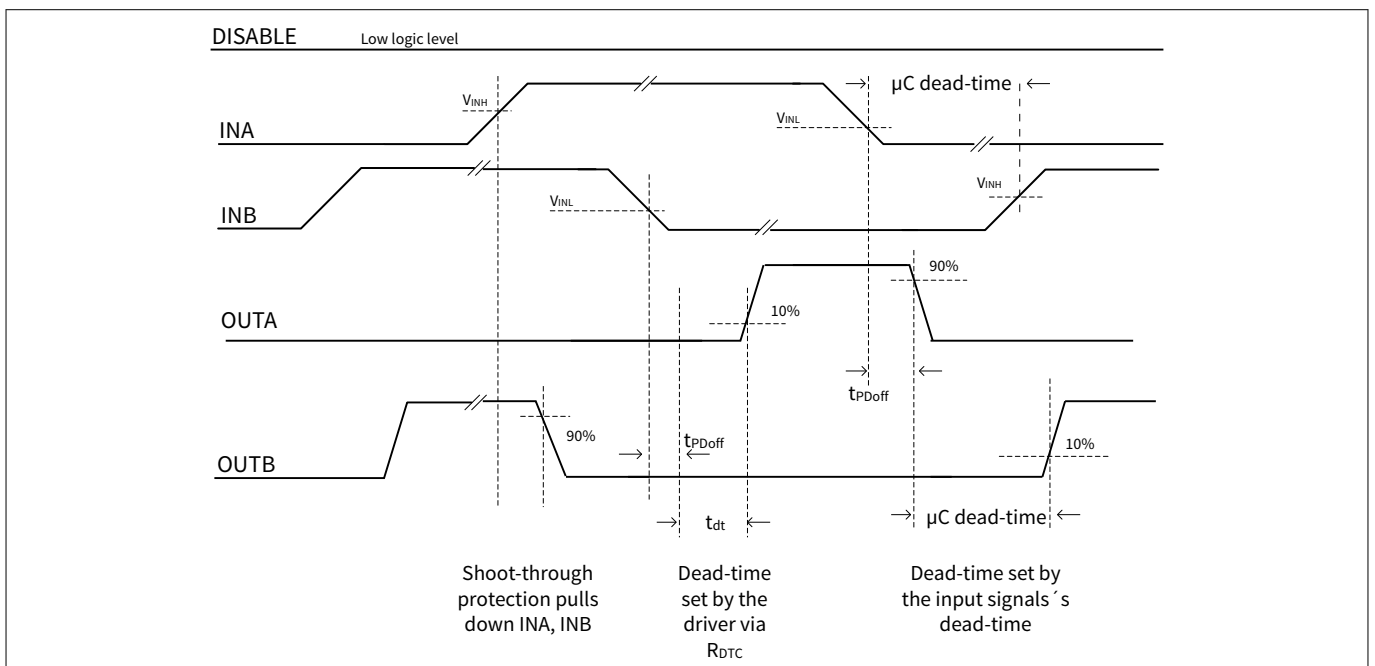 DISABLE Low logic level
µC dead-time
VINH
VINL
INA
VINH
VINL
INB
90%
10%
OUTA
tPDoff
90%
tPDoff
10%
OUTB
tdt
µC dead-time
Shoot-through
protection pulls
down INA, INB
Dead-time
set by the
driver via
RDTC
Dead-time set by
the input signals´s
dead-time